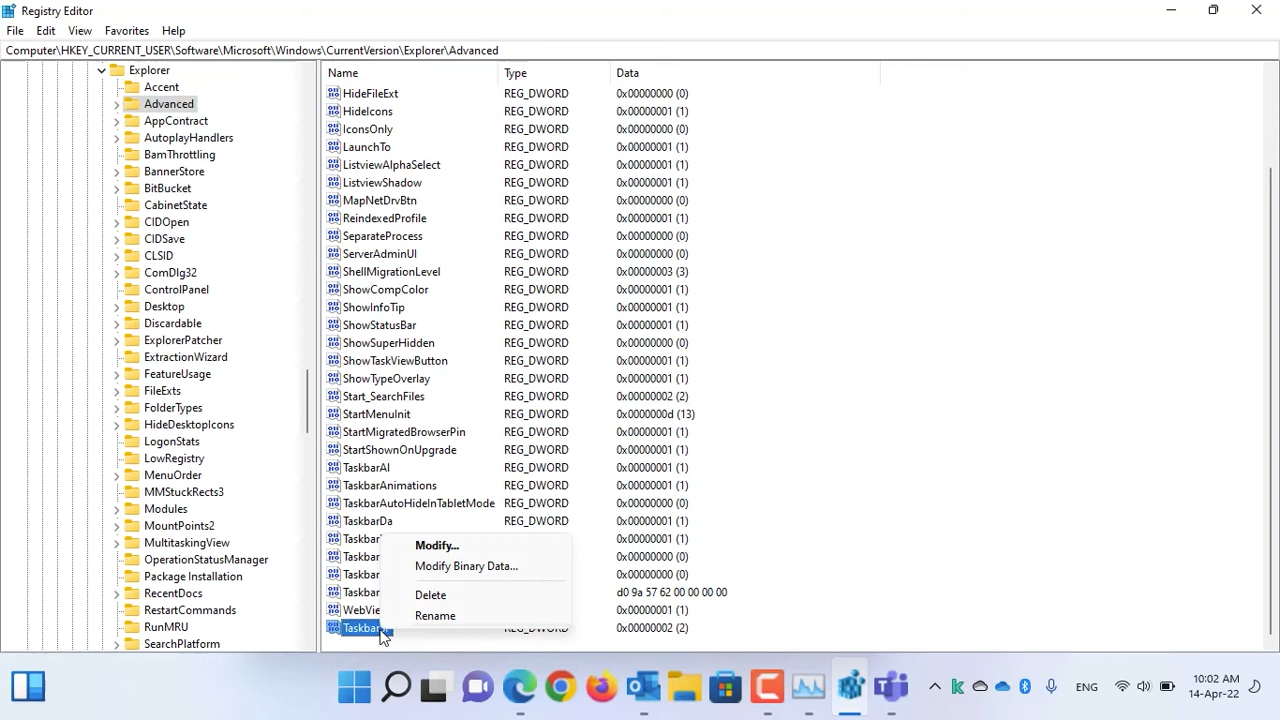 Registry Editor
File Edit View Favorites Help
Computer\HKEY_CURRENT_USER\Software\Microsoft\Windows\CurrentVersion\Explorer\Advanced
Explorer
Accent
Advanced
AppContract
AutoplayHandlers
BamThrottling
BannerStore
BitBucket
CabinetState
CIDOpen
CIDSave
CLSID
ComDlg32
ControlPanel
Desktop
Discardable
ExplorerPatcher
ExtractionWizard
FeatureUsage
FileExts
FolderTypes
HideDesktopIcons
LogonStats
LowRegistry
MenuOrder
MMStuckRects3
Modules
MountPoints2
MultitaskingView
OperationStatusManager
Package Installation
RecentDocs
RestartCommands
RunMRU
SearchPlatform
Name Type Data
HideFileExt REG_DWORD 0x00000000 (0)
HideIcons REG_DWORD 0x00000001 (1)
IconsOnly REG_DWORD 0x00000000 (0)
LaunchTo REG_DWORD 0x00000001 (1)
ListviewAlphaSelect REG_DWORD 0x00000001 (1)
ListviewShadow REG_DWORD 0x00000001 (1)
MapNetDrvBtn REG_DWORD 0x00000000 (0)
ReindexedProfile REG_DWORD 0x00000001 (1)
SeparateProcess REG_DWORD 0x00000000 (0)
ServerAdminUI REG_DWORD 0x00000000 (0)
ShellMigrationLevel REG_DWORD 0x00000003 (3)
ShowCompColor REG_DWORD 0x00000001 (1)
ShowInfoTip REG_DWORD 0x00000001 (1)
ShowStatusBar REG_DWORD 0x00000001 (1)
ShowSuperHidden REG_DWORD 0x00000000 (0)
ShowTaskViewButton REG_DWORD 0x00000001 (1)
ShowTypeOverlay REG_DWORD 0x00000001 (1)
Start_SearchFiles REG_DWORD 0x00000002 (2)
StartMenuInit REG_DWORD 0x0000000d (13)
StartMigratedBrowserPin REG_DWORD 0x00000001 (1)
StartShownOnUpgrade REG_DWORD 0x00000001 (1)
TaskbarAl REG_DWORD 0x00000001 (1)
TaskbarAnimations REG_DWORD 0x00000001 (1)
TaskbarAutoHideInTabletMode REG_DWORD 0x00000000 (0)
TaskbarDa REG_DWORD 0x00000001 (1)
Taskbar 0x00000001 (1)
Taskbar 0x00000000 (0)
Taskbar 0x00000000 (0)
Taskbar d0 9a 57 62 00 00 00 00
WebVie 0x00000001 (1)
Taskbar REG_DWORD 0x00000002 (2)
Modify...
Modify Binary Data...
Delete
Rename
ENG
10:02 AM
14-Apr-22